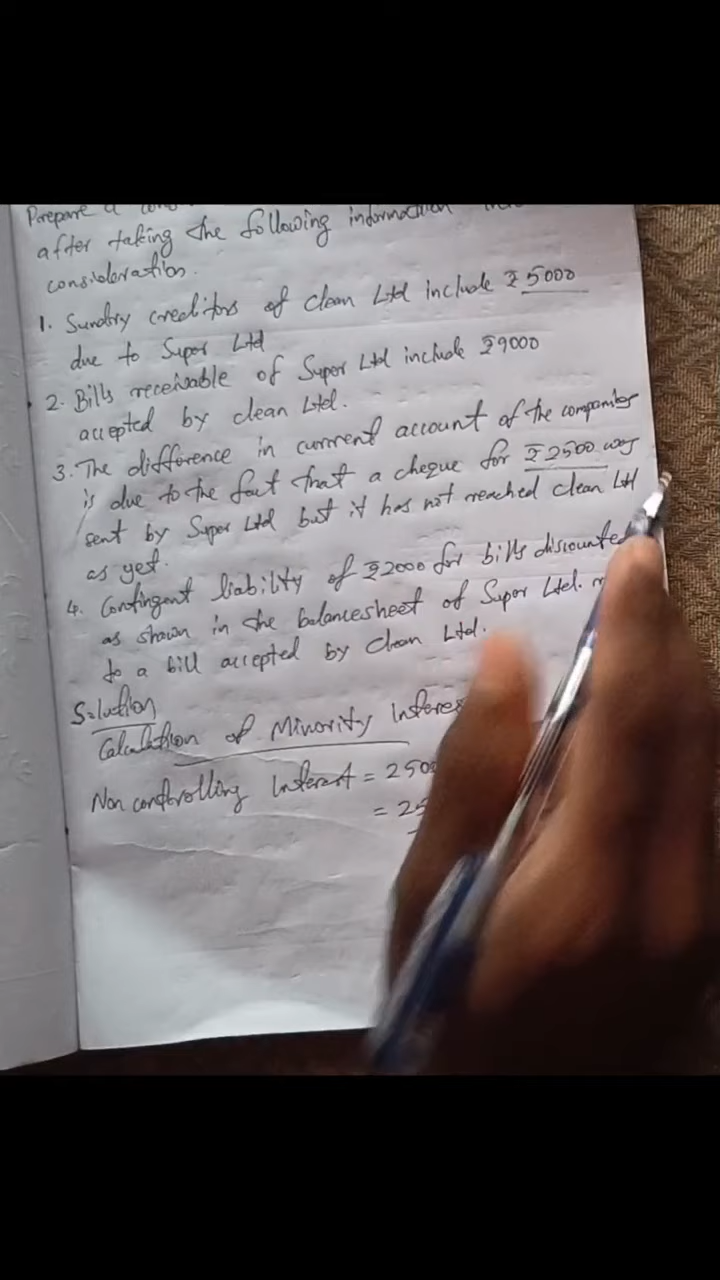 Prepare a
after taking the following information
consideration.
1. Sundry creditors of Clean Ltd include ₹5000
due to Super Ltd
2. Bills receivable of Super Ltd include ₹9000
accepted by Clean Ltd.
3. The difference in current account of the companies
is due to the fact that a cheque for ₹2500 was
sent by Super Ltd but it has not reached Clean Ltd
as yet.
4. Contingent liability of ₹2000 for bills discounted
as shown in the balancesheet of Super Ltd.
to a bill accepted by Clean Ltd.
Solution
Calculation of Minority
Non controlling Interest = 250
= 25